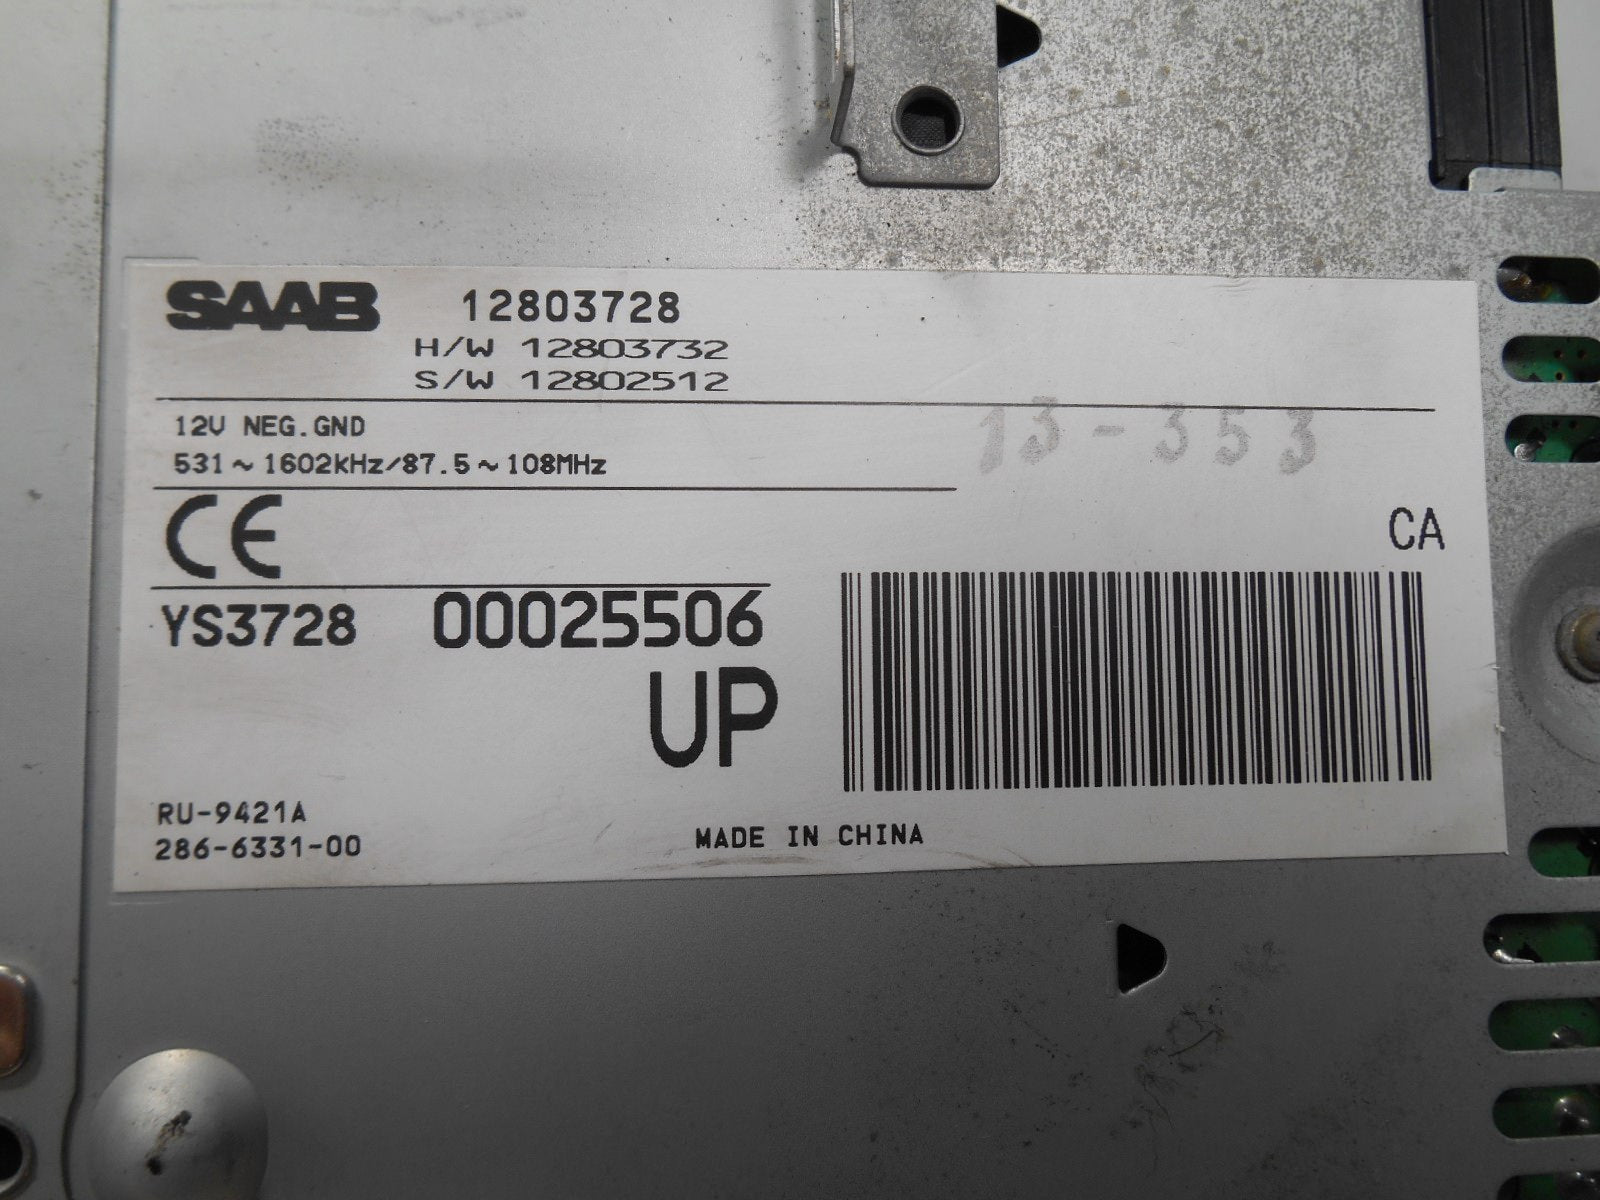 SAAB 12803728
H/W 12803732
S/W 12802512
12V NEG.GND
531~1602kHz/87.5~108MHz
13-353
CE
CA
YS3728 00025506
UP
RU-9421A
286-6331-00
MADE IN CHINA